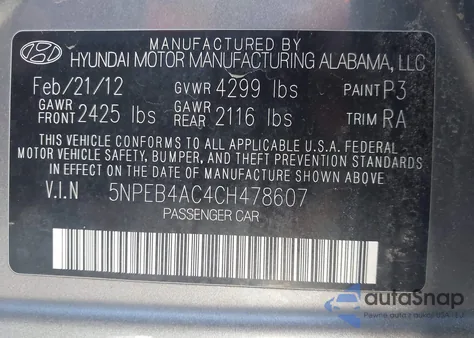 MANUFACTURED BY
HYUNDAI MOTOR MANUFACTURING ALABAMA, LLC
Feb/21/12 GVWR 4299 lbs PAINT P3
GAWR FRONT 2425 lbs GAWR REAR 2116 lbs TRIM RA
THIS VEHICLE CONFORMS TO ALL APPLICABLE U.S.A FEDERAL
MOTOR VEHICLE SAFETY, BUMPER, AND THEFT PREVENTION STANDARDS
IN EFFECT ON THE DATE OF MANUFACTURE SHOWN ABOVE.
V.I.N 5NPEB4AC4CH478607
PASSENGER CAR
autoSnap